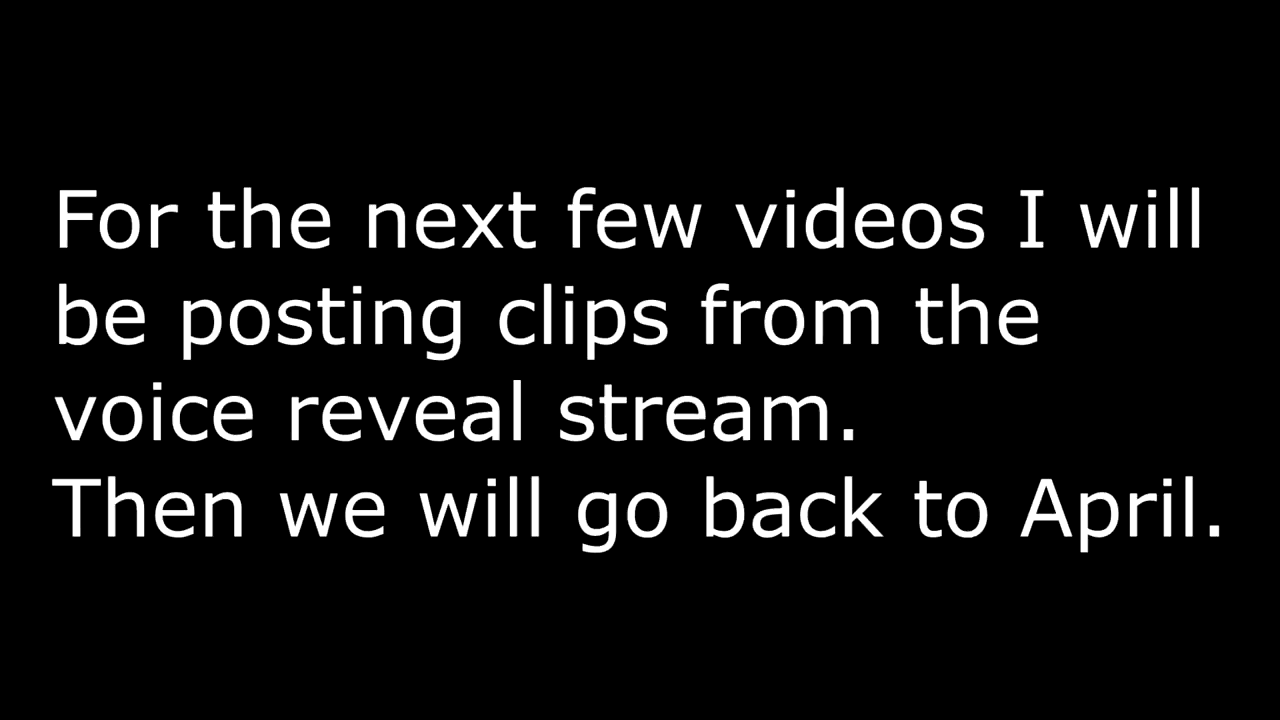 For the next few videos I will
be posting clips from the
voice reveal stream.
Then we will go back to April.